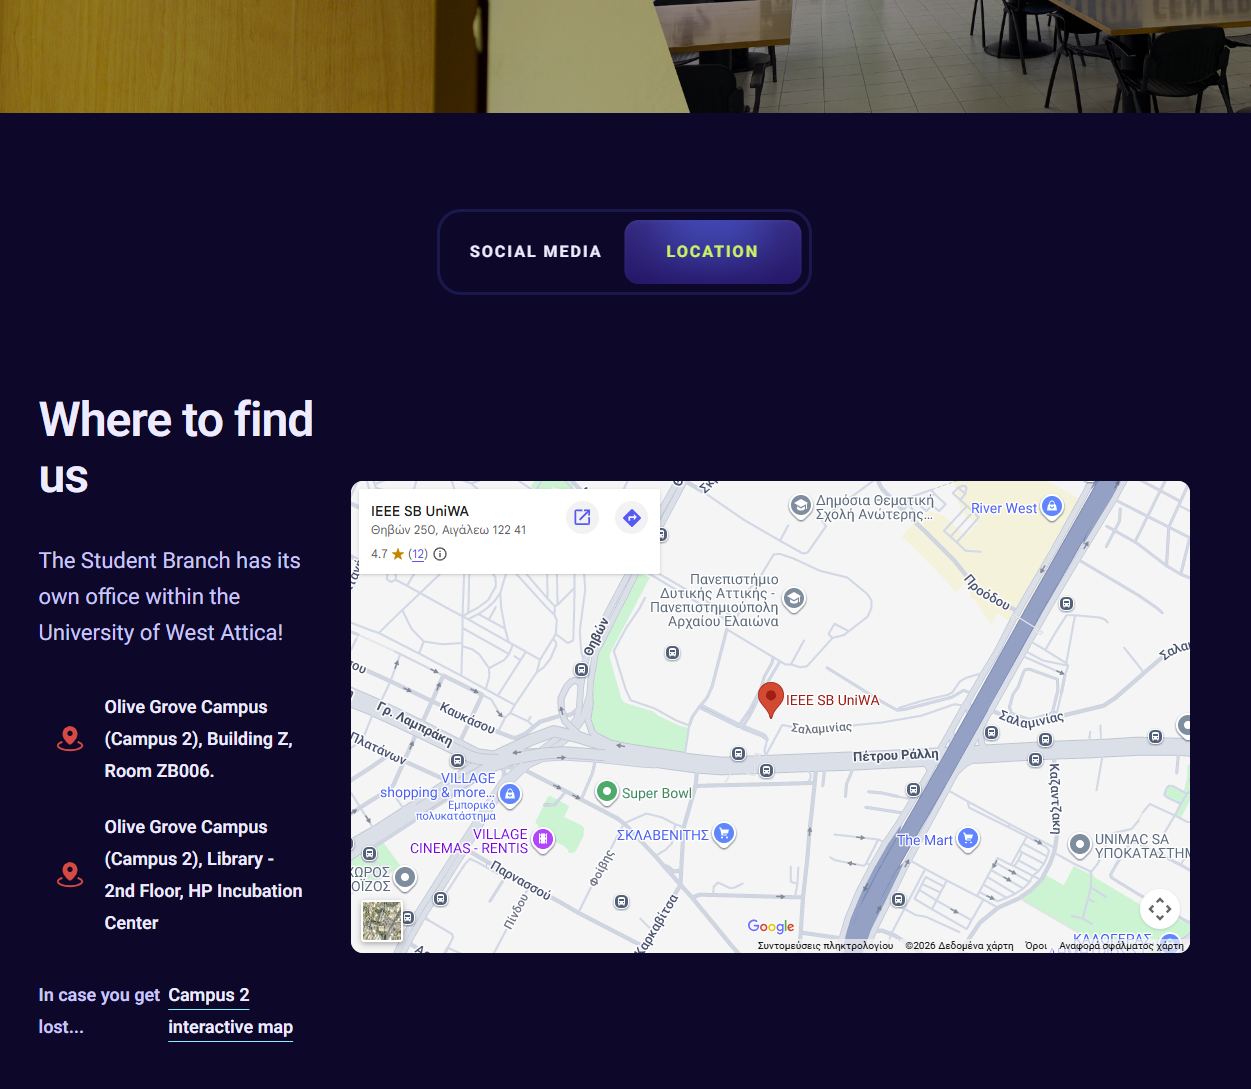 SOCIAL MEDIA
LOCATION
Where to find
us
The Student Branch has its
own office within the
University of West Attica!
Olive Grove Campus
(Campus 2), Building Z,
Room ZB006.
Olive Grove Campus
(Campus 2), Library -
2nd Floor, HP Incubation
Center
In case you get
lost...
Campus 2
interactive map
IEEE SB UniWA
Θηβών 250, Αιγάλεω 122 41
4.7 (12)
Δημόσια Θεματική
Σχολή Ανώτερης...
River West
Πανεπιστήμιο
Δυτικής Αττικής -
Πανεπιστημιούπολη
Αρχαίου Ελαιώνα
Προόδου
Θηβών
IEEE SB UniWA
Σαλαμινίας
Σαλαμινίας
Γρ. Λαμπράκη
Καυκάσου
Πλατάνων
Πέτρου Ράλλη
VILLAGE
shopping & more...
Εμπορικό
πολυκατάστημα
Super Bowl
VILLAGE
CINEMAS - RENTIS
ΣΚΛΑΒΕΝΙΤΗΣ
The Mart
Καζαντζάκη
UNIMAC SA
ΥΠΟΚΑΤΑΣΤΗΜ
ΧΩΡΟΣ
ΡΟΪΖΟΣ
Παρνασσού
Φοίβης
Πίνδου
Καρκαβίτσα
Google
ΚΑΛΟΓΕΡΑΣ
Συντομεύσεις πληκτρολογίου
©2026 Δεδομένα χάρτη
Όροι
Αναφορά σφάλματος χάρτη